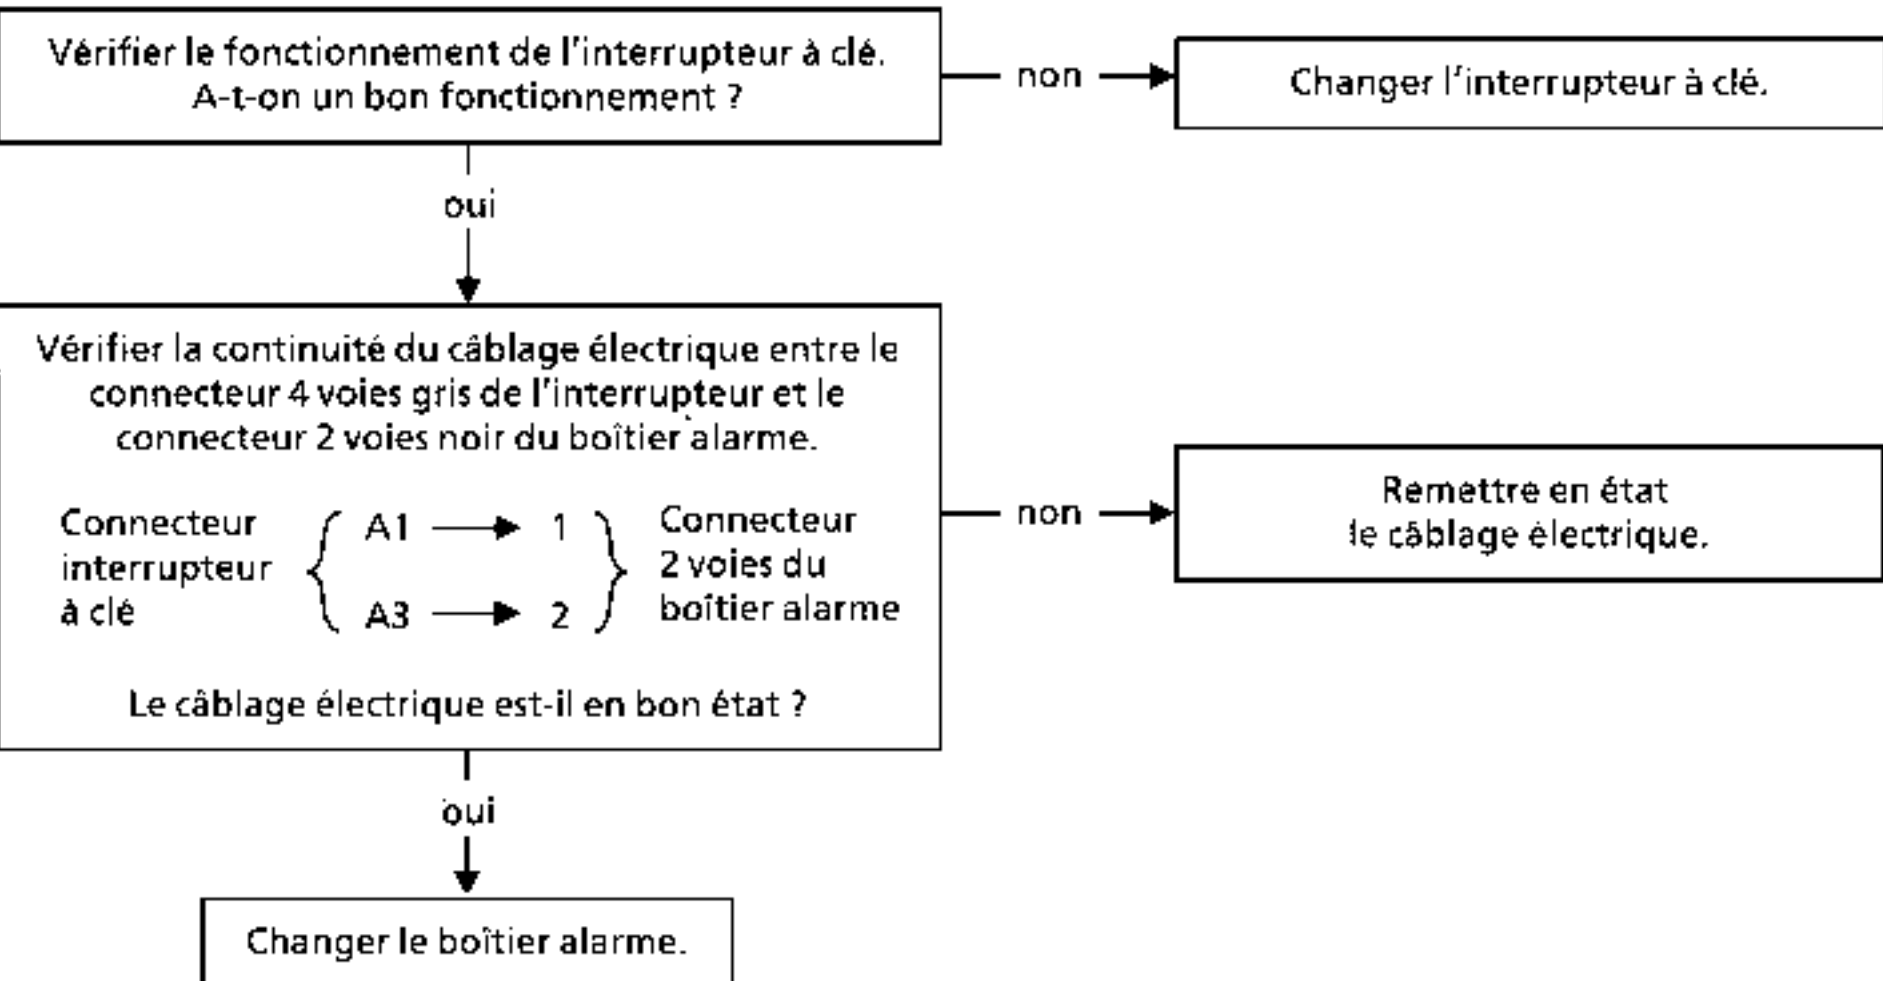 Vérifier le fonctionnement de l'interrupteur à clé.
A-t-on un bon fonctionnement ?
non
Changer l'interrupteur à clé.
oui
Vérifier la continuité du câblage électrique entre le
connecteur 4 voies gris de l'interrupteur et le
connecteur 2 voies noir du boîtier alarme.
Connecteur
interrupteur
à clé
A1 1
A3 2
Connecteur
2 voies du
boîtier alarme
Le câblage électrique est-il en bon état ?
non
Remettre en état
le câblage électrique.
oui
Changer le boîtier alarme.